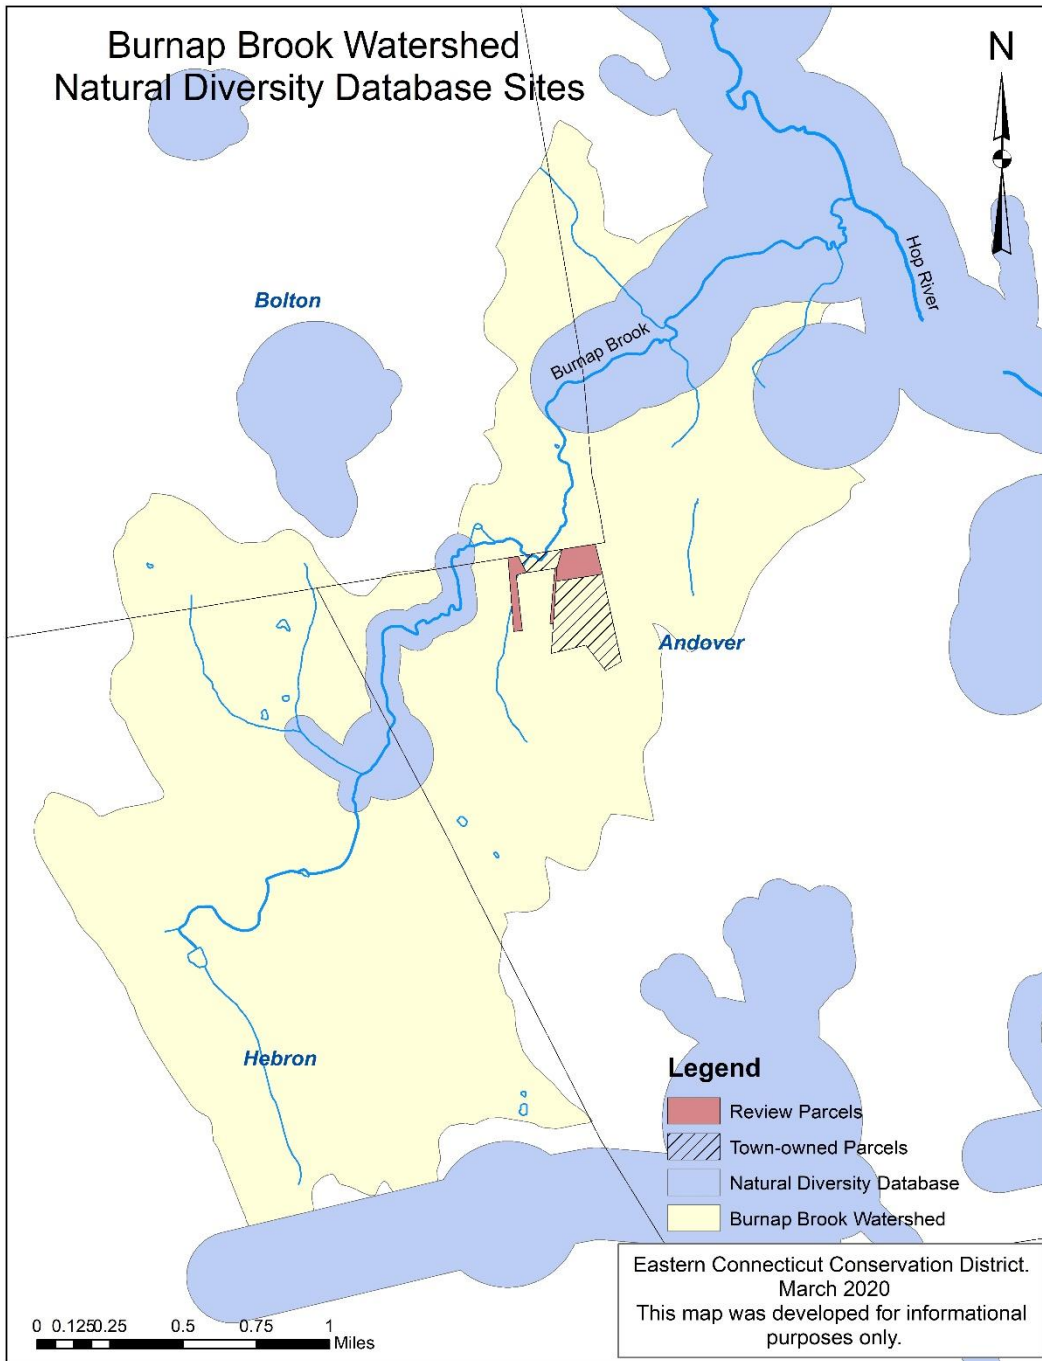 Burnap Brook Watershed
Natural Diversity Database Sites
N
Hop River
Bolton
Burnap Brook
Andover
Hebron
Legend
Review Parcels
Town-owned Parcels
Natural Diversity Database
Burnap Brook Watershed
Eastern Connecticut Conservation District.
March 2020
This map was developed for informational
purposes only.
0 0.125 0.25 0.5 0.75 1
Miles